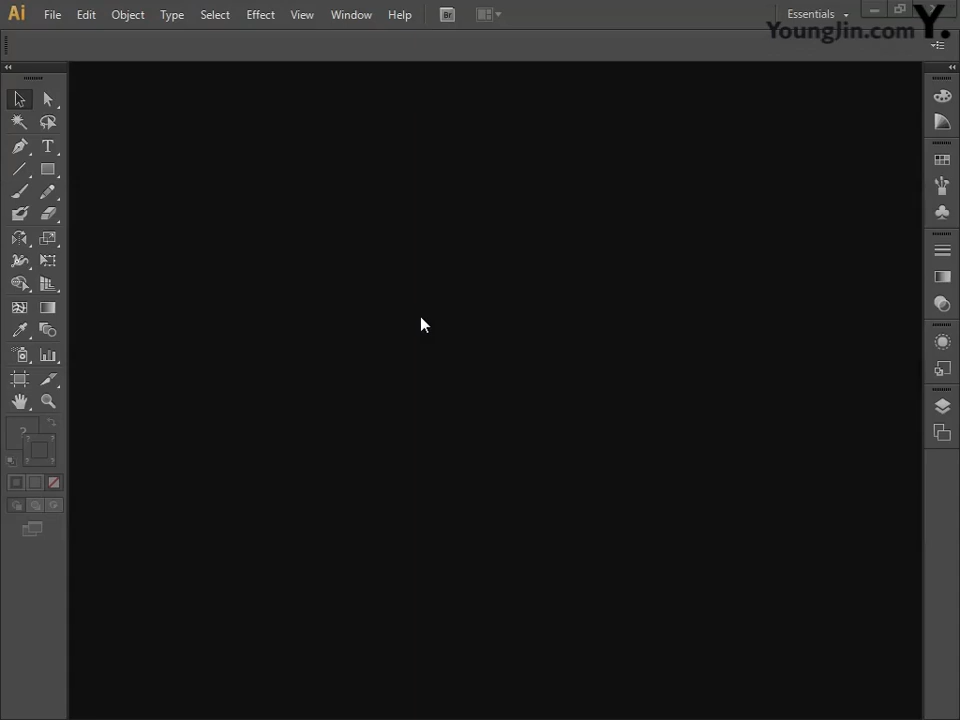 Ai File Edit Object Type Select Effect View Window Help Br Essentials
YoungJin.com Y.
T
?